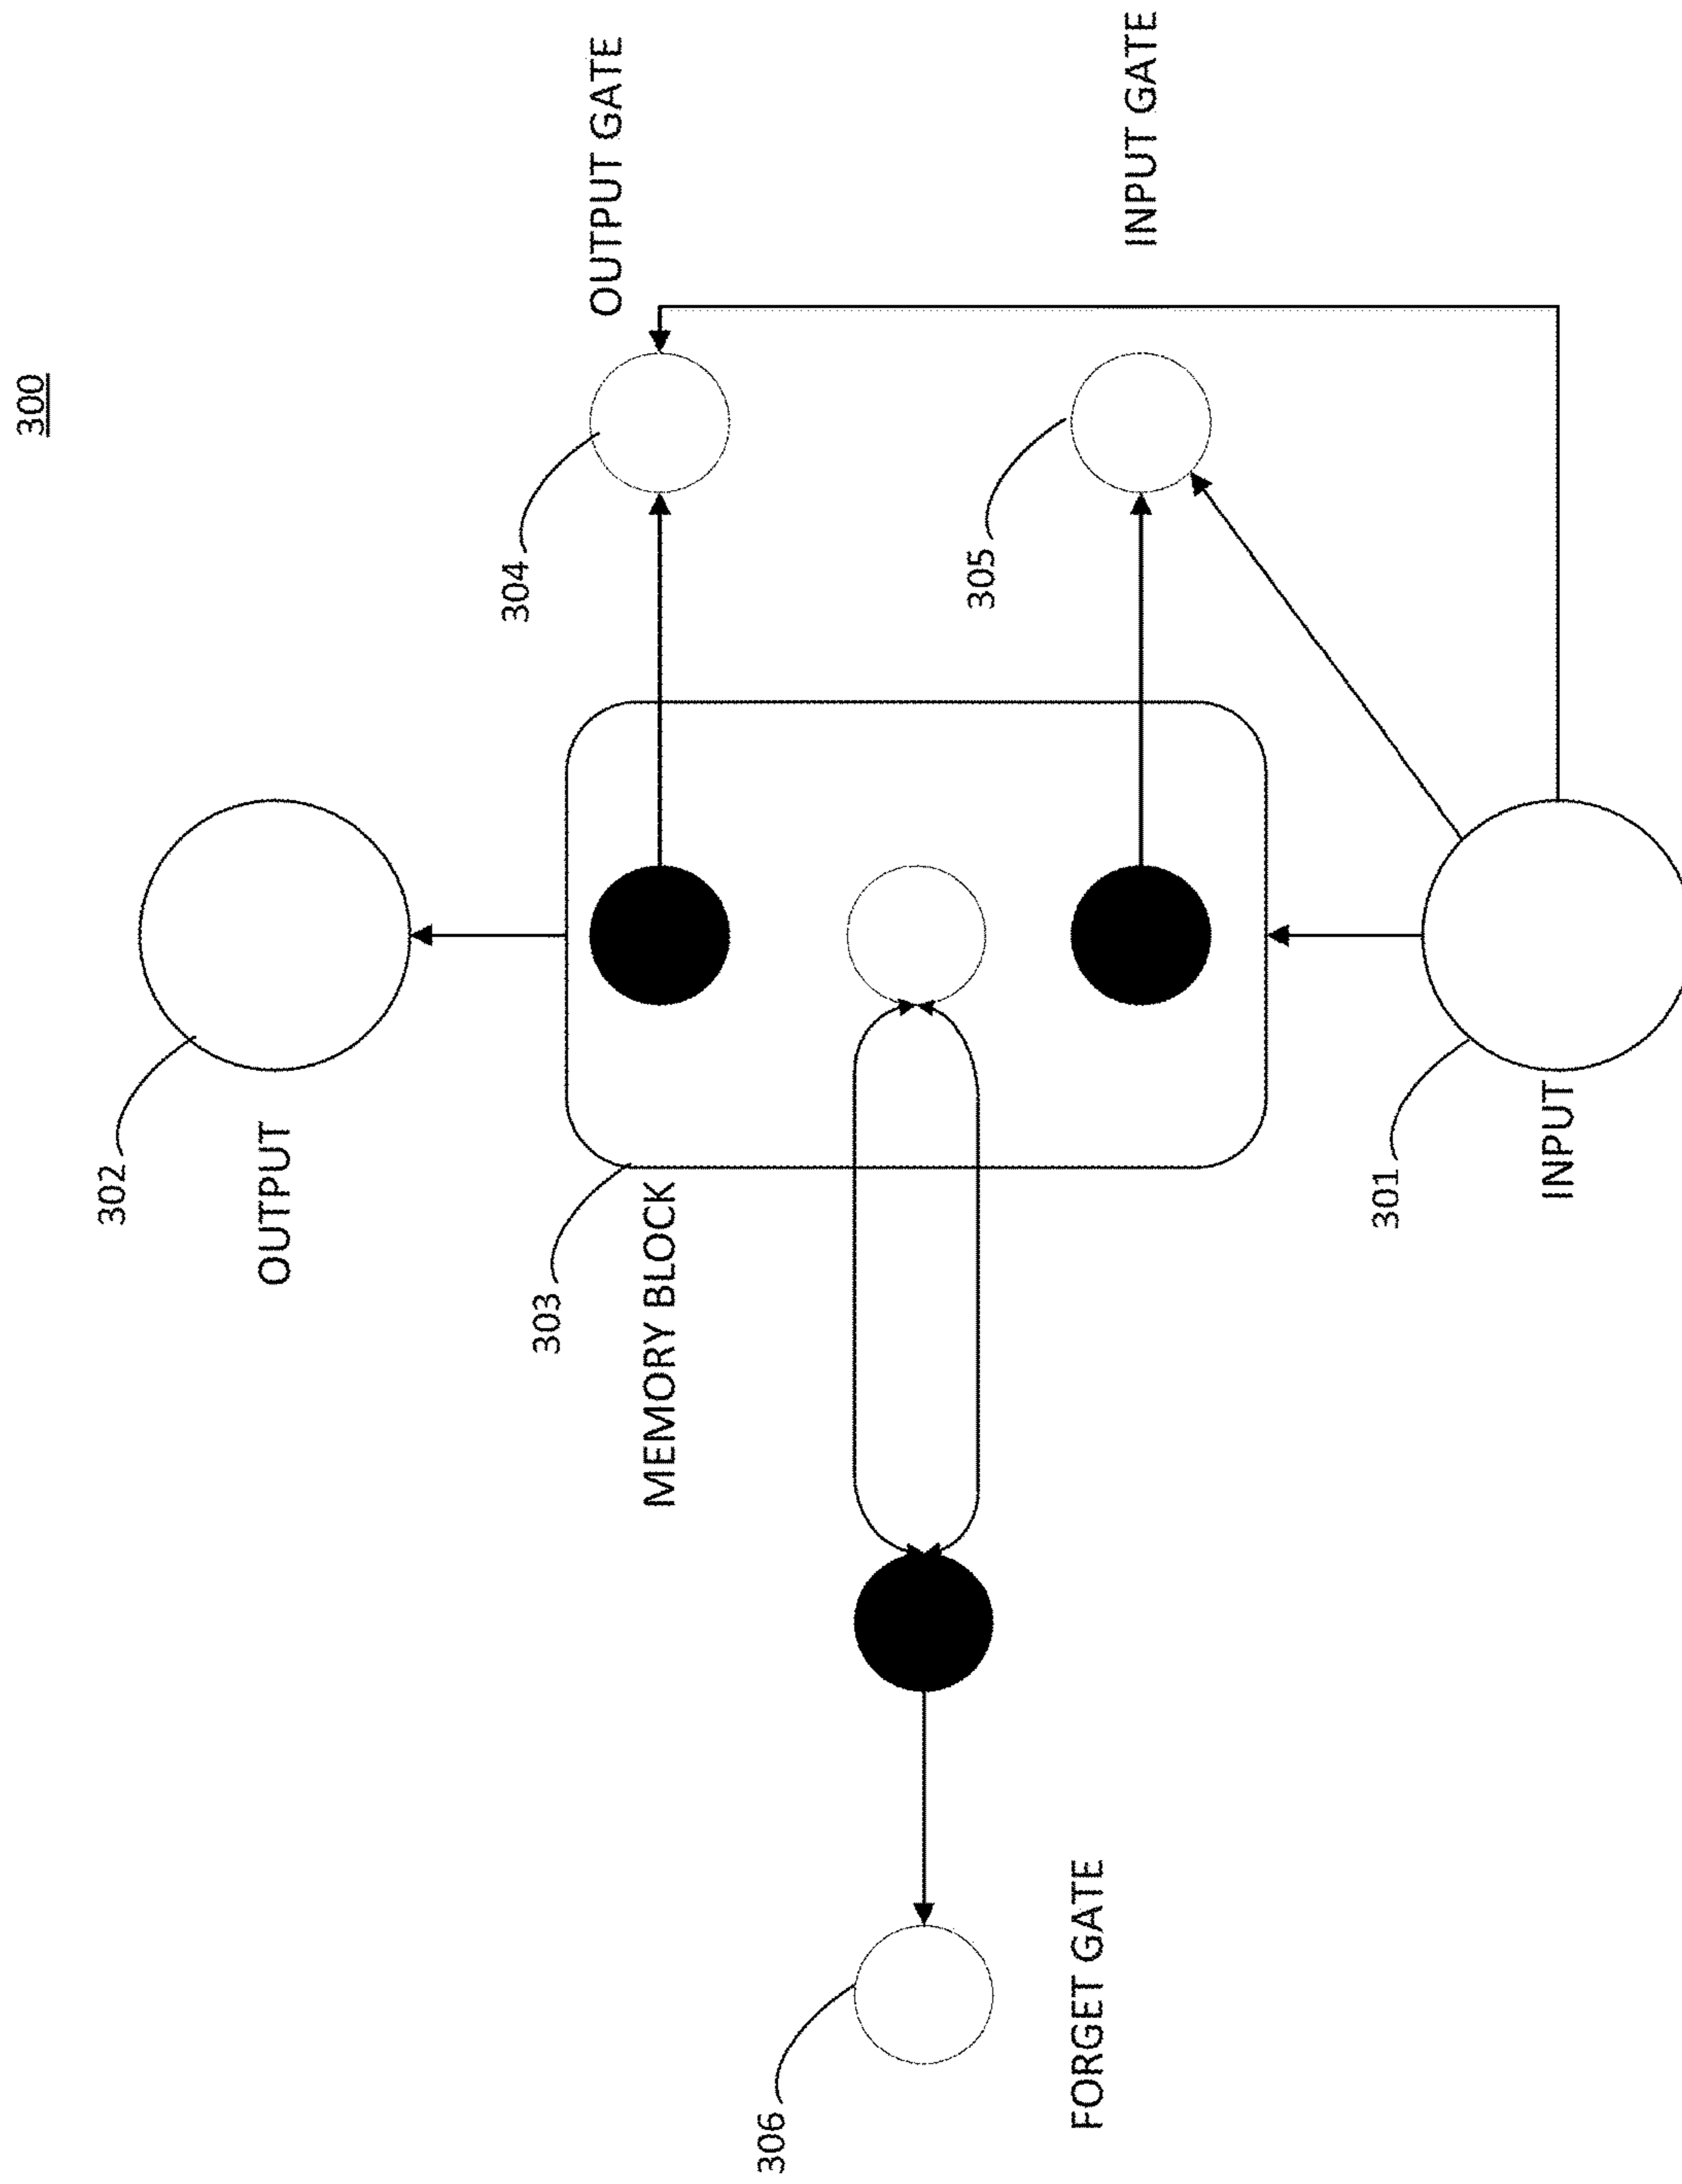 300
OUTPUT GATE
INPUT GATE
304
305
302
OUTPUT
303
MEMORY BLOCK
301
INPUT
306
FORGET GATE